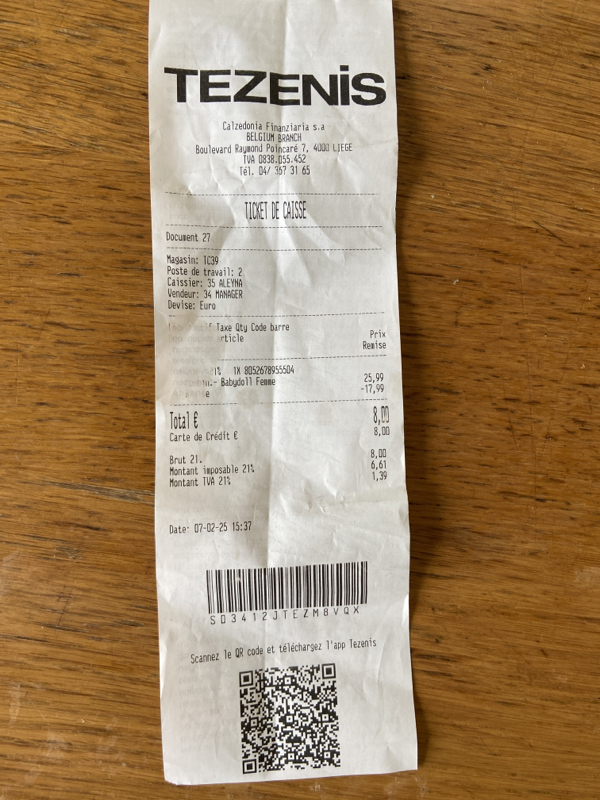 TEZENiS
Calzedonia Finanziaria s.a
BELGIUM BRANCH
Boulevard Raymond Poincaré 7, 4000 LIEGE
TVA 0838.055.452
Tél. 04/ 367 31 65
TICKET DE CAISSE
Document 27
Magasin: TC39
Poste de travail: 2
Caissier: 35 ALEYNA
Vendeur: 34 MANAGER
Devise: Euro
Taxe Qty Code barre
article
Prix
Remise
1X 8052678955504
- Babydoll Femme 25,99
-17,99
Total € 8,00
Carte de Crédit € 8,00
Brut 21. 8,00
Montant imposable 21% 6,61
Montant TVA 21% 1,39
Date: 07-02-25 15:37
SD3412JTEZM8VQX
Scannez le QR code et téléchargez l'app Tezenis